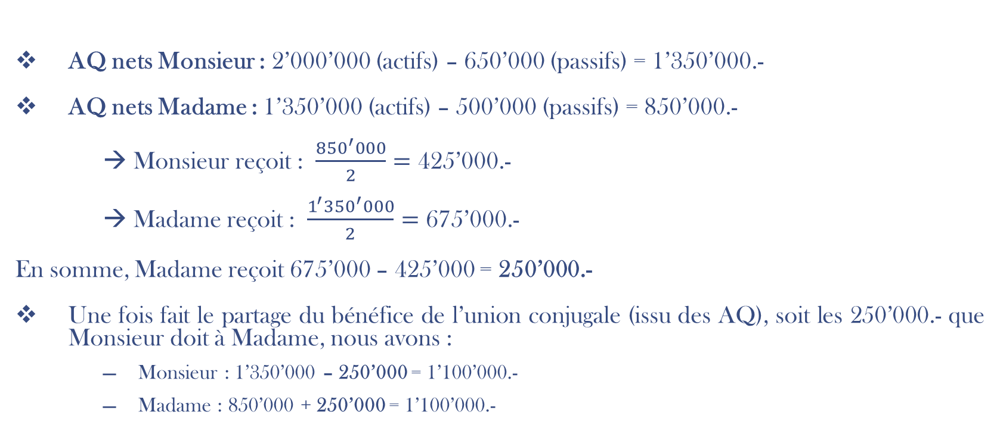 ❖ AQ nets Monsieur : 2’000’000 (actifs) – 650’000 (passifs) = 1’350’000.-
❖ AQ nets Madame : 1’350’000 (actifs) – 500’000 (passifs) = 850’000.-
→ Monsieur reçoit : 850′000/2 = 425’000.-
→ Madame reçoit : 1′350′000/2 = 675’000.-
En somme, Madame reçoit 675’000 – 425’000 = 250’000.-
❖ Une fois fait le partage du bénéfice de l’union conjugale (issu des AQ), soit les 250’000.- que
Monsieur doit à Madame, nous avons :
– Monsieur : 1’350’000 – 250’000 = 1’100’000.-
– Madame : 850’000 + 250’000 = 1’100’000.-